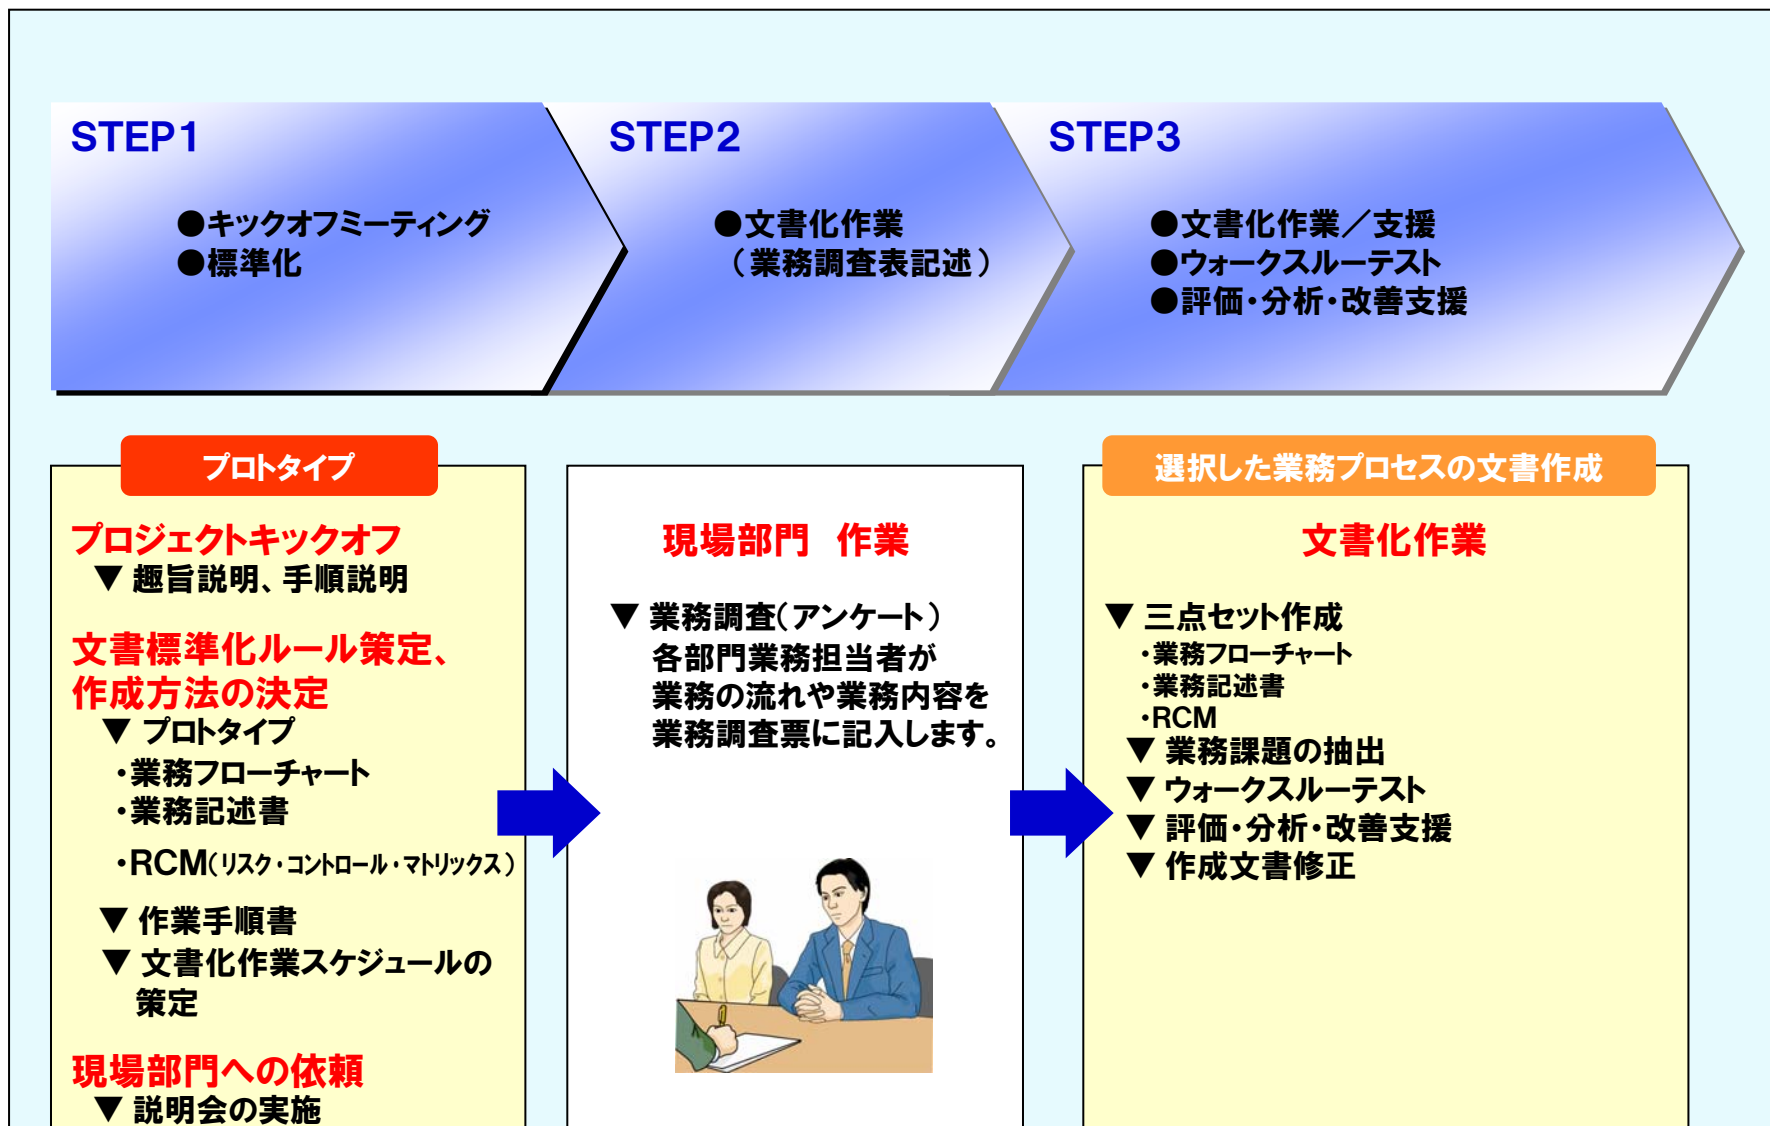 STEP1
●キックオフミーティング
●標準化
STEP2
●文書化作業
（業務調査表記述）
STEP3
●文書化作業／支援
●ウォークスルーテスト
●評価・分析・改善支援
プロトタイプ
プロジェクトキックオフ
▼ 趣旨説明、手順説明
文書標準化ルール策定、
作成方法の決定
▼ プロトタイプ
・業務フローチャート
・業務記述書
・RCM（リスク・コントロール・マトリックス）
▼ 作業手順書
▼ 文書化作業スケジュールの
策定
現場部門への依頼
▼ 説明会の実施
現場部門　作業
▼ 業務調査（アンケート）
各部門業務担当者が
業務の流れや業務内容を
業務調査票に記入します。
選択した業務プロセスの文書作成
文書化作業
▼ 三点セット作成
・業務フローチャート
・業務記述書
・RCM
▼ 業務課題の抽出
▼ ウォークスルーテスト
▼ 評価・分析・改善支援
▼ 作成文書修正